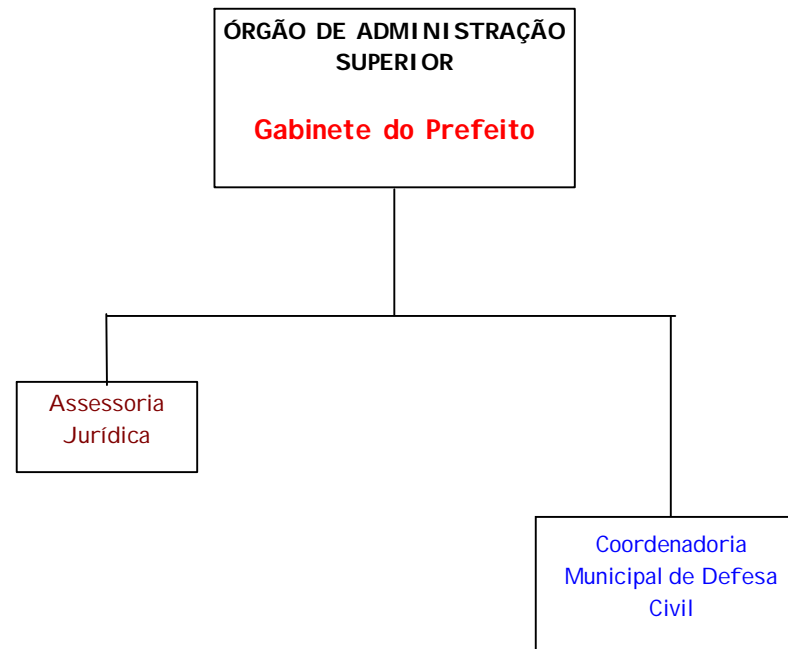 ÓRGÃO DE ADMINISTRAÇÃO
SUPERIOR
Gabinete do Prefeito
Assessoria
Jurídica
Coordenadoria
Municipal de Defesa
Civil